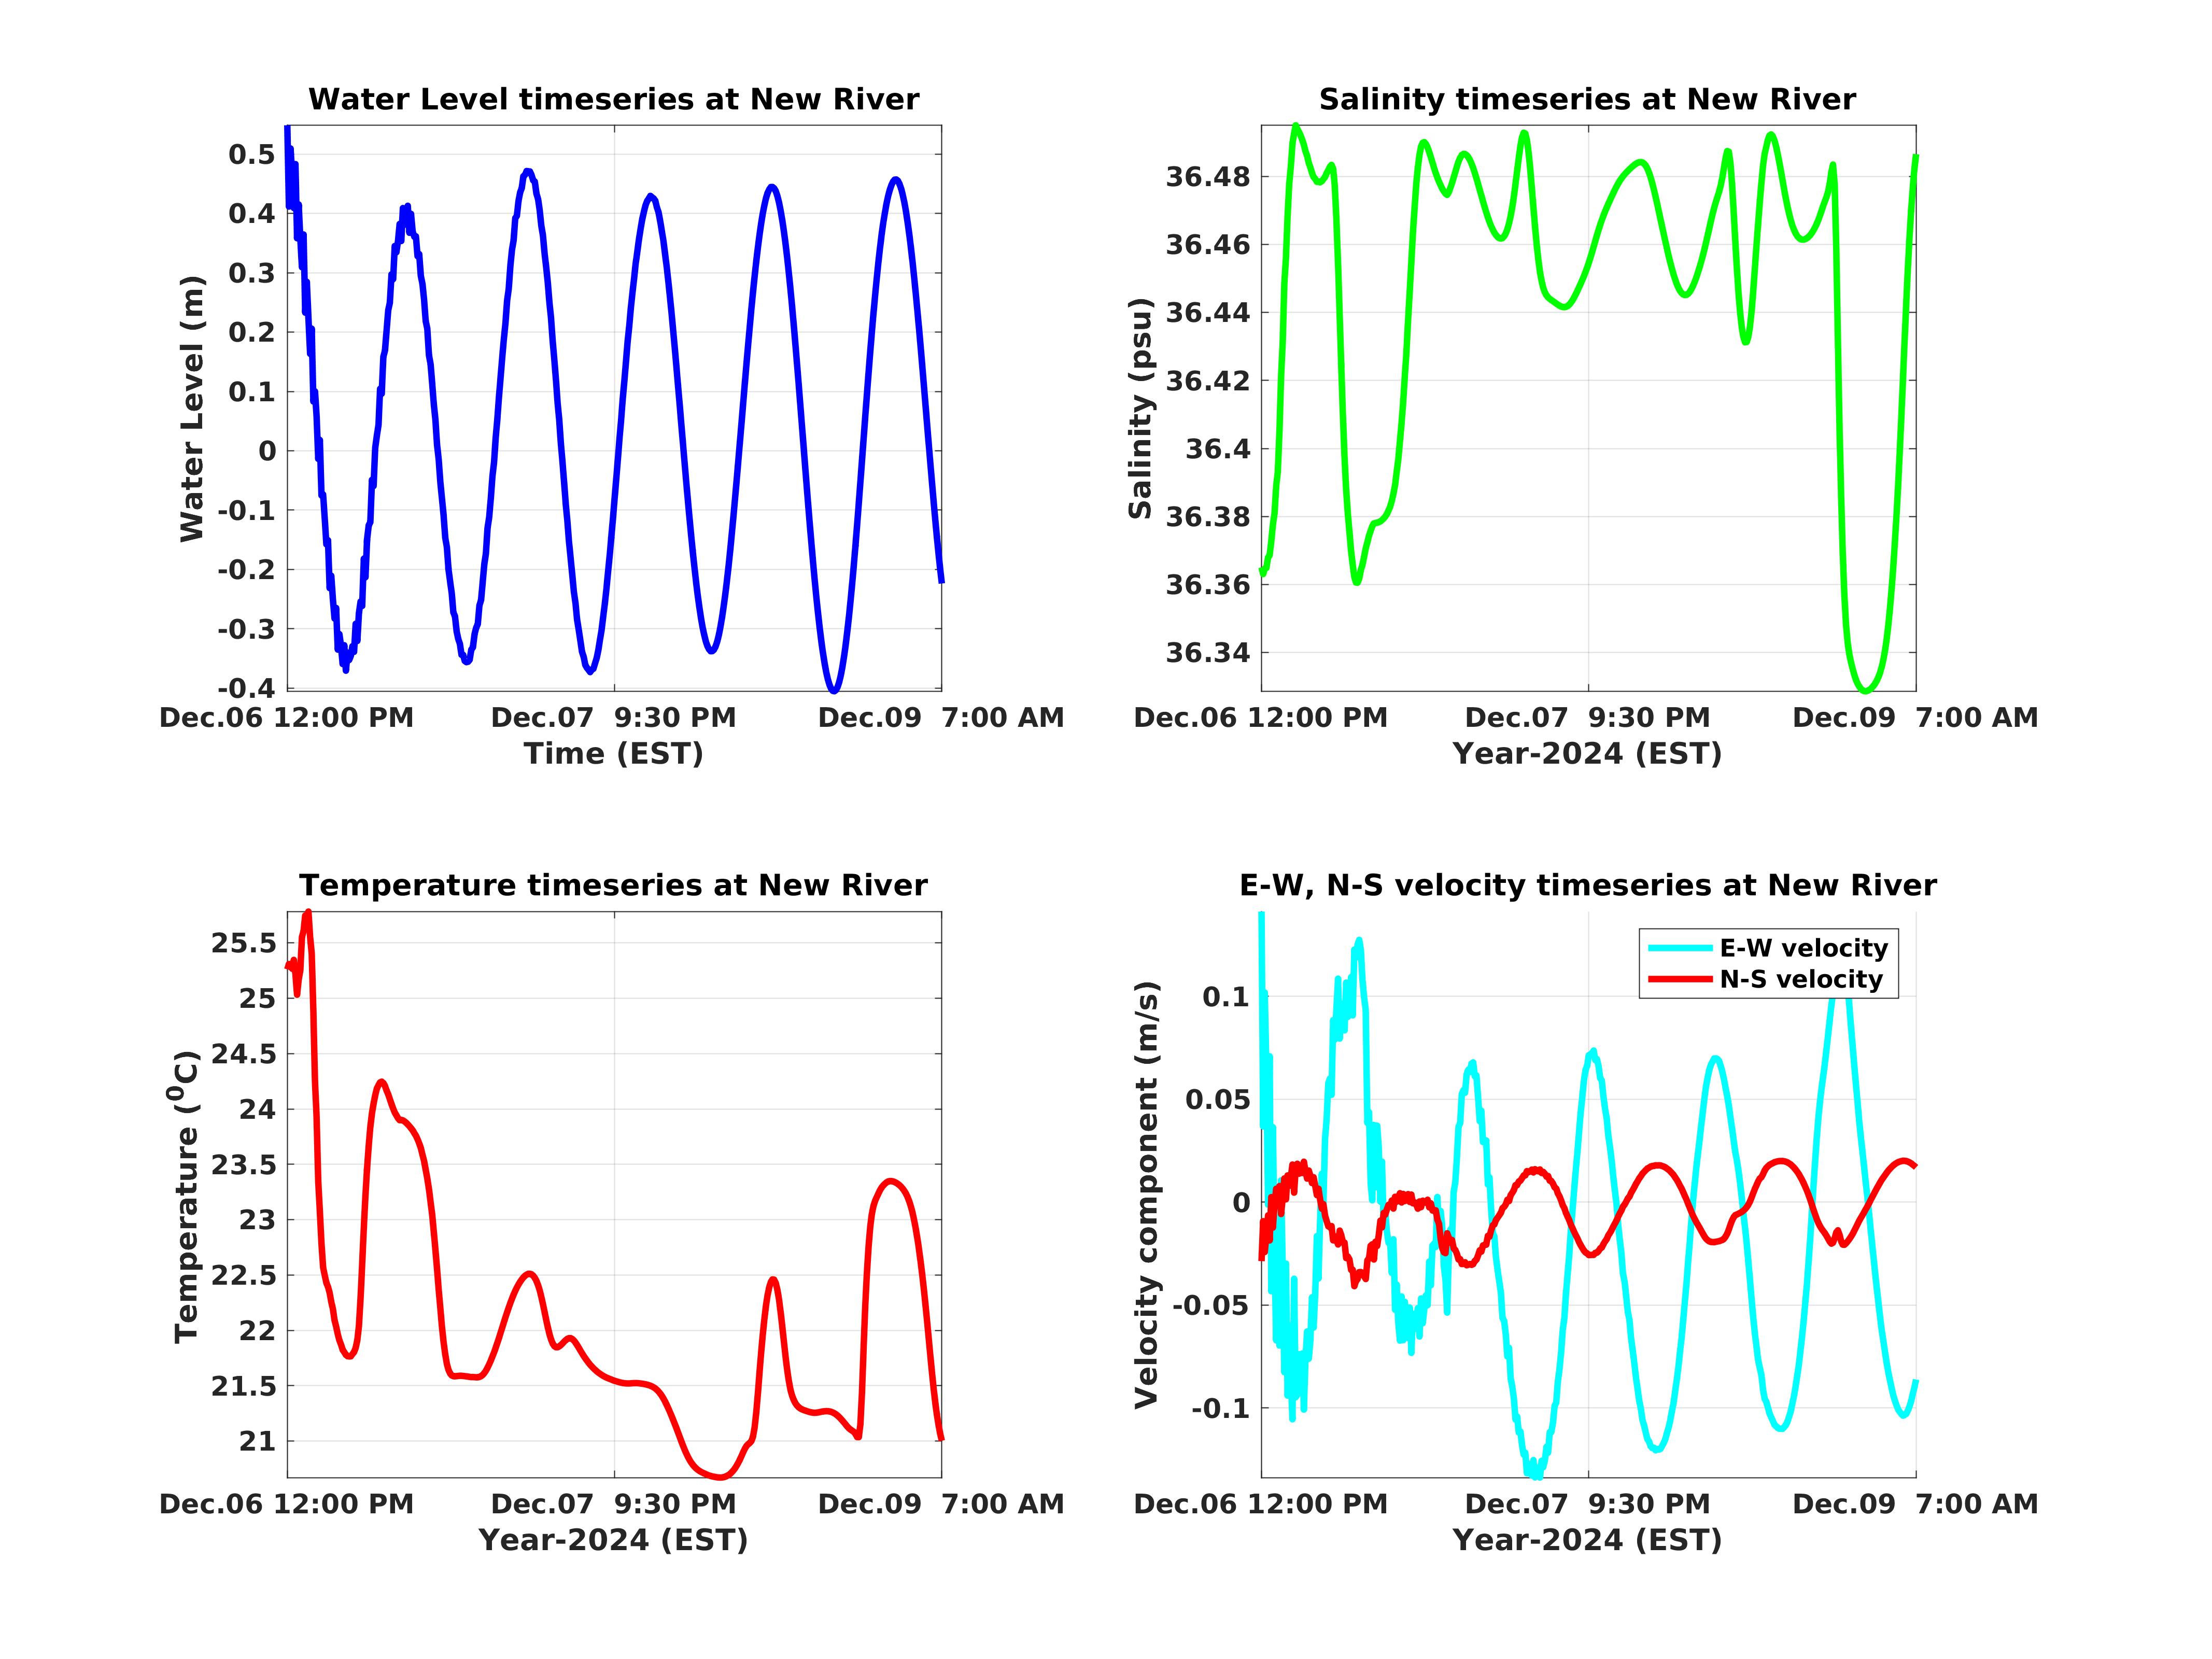 Water Level timeseries at New River
Water Level (m)
0.5
0.4
0.3
0.2
0.1
0
-0.1
-0.2
-0.3
-0.4
Dec.06 12:00 PM Dec.07 9:30 PM Dec.09 7:00 AM
Time (EST)
Salinity timeseries at New River
Salinity (psu)
36.48
36.46
36.44
36.42
36.4
36.38
36.36
36.34
Dec.06 12:00 PM Dec.07 9:30 PM Dec.09 7:00 AM
Year-2024 (EST)
Temperature timeseries at New River
Temperature (⁰C)
25.5
25
24.5
24
23.5
23
22.5
22
21.5
21
Dec.06 12:00 PM Dec.07 9:30 PM Dec.09 7:00 AM
Year-2024 (EST)
E-W, N-S velocity timeseries at New River
Velocity component (m/s)
0.1
0.05
0
-0.05
-0.1
E-W velocity
N-S velocity
Dec.06 12:00 PM Dec.07 9:30 PM Dec.09 7:00 AM
Year-2024 (EST)